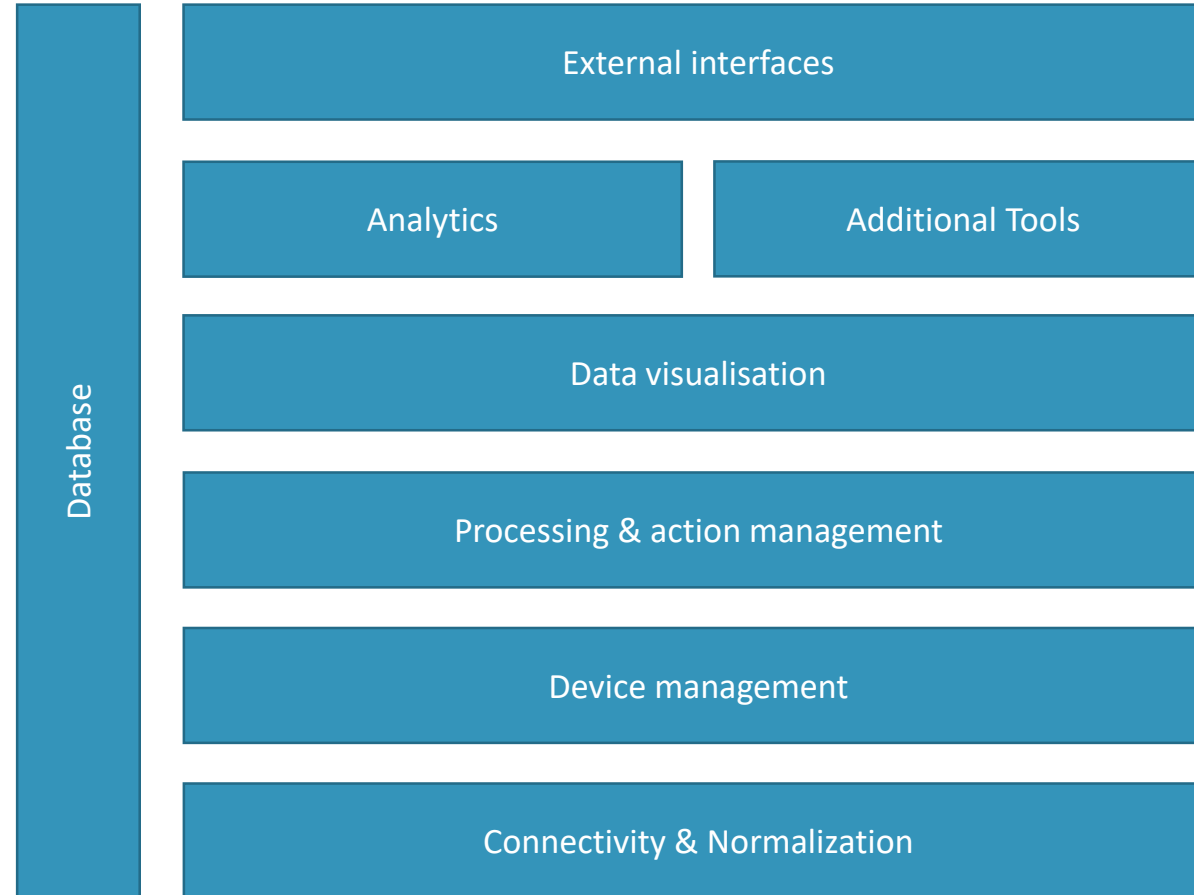 Database
External interfaces
Analytics
Additional Tools
Data visualisation
Processing & action management
Device management
Connectivity & Normalization